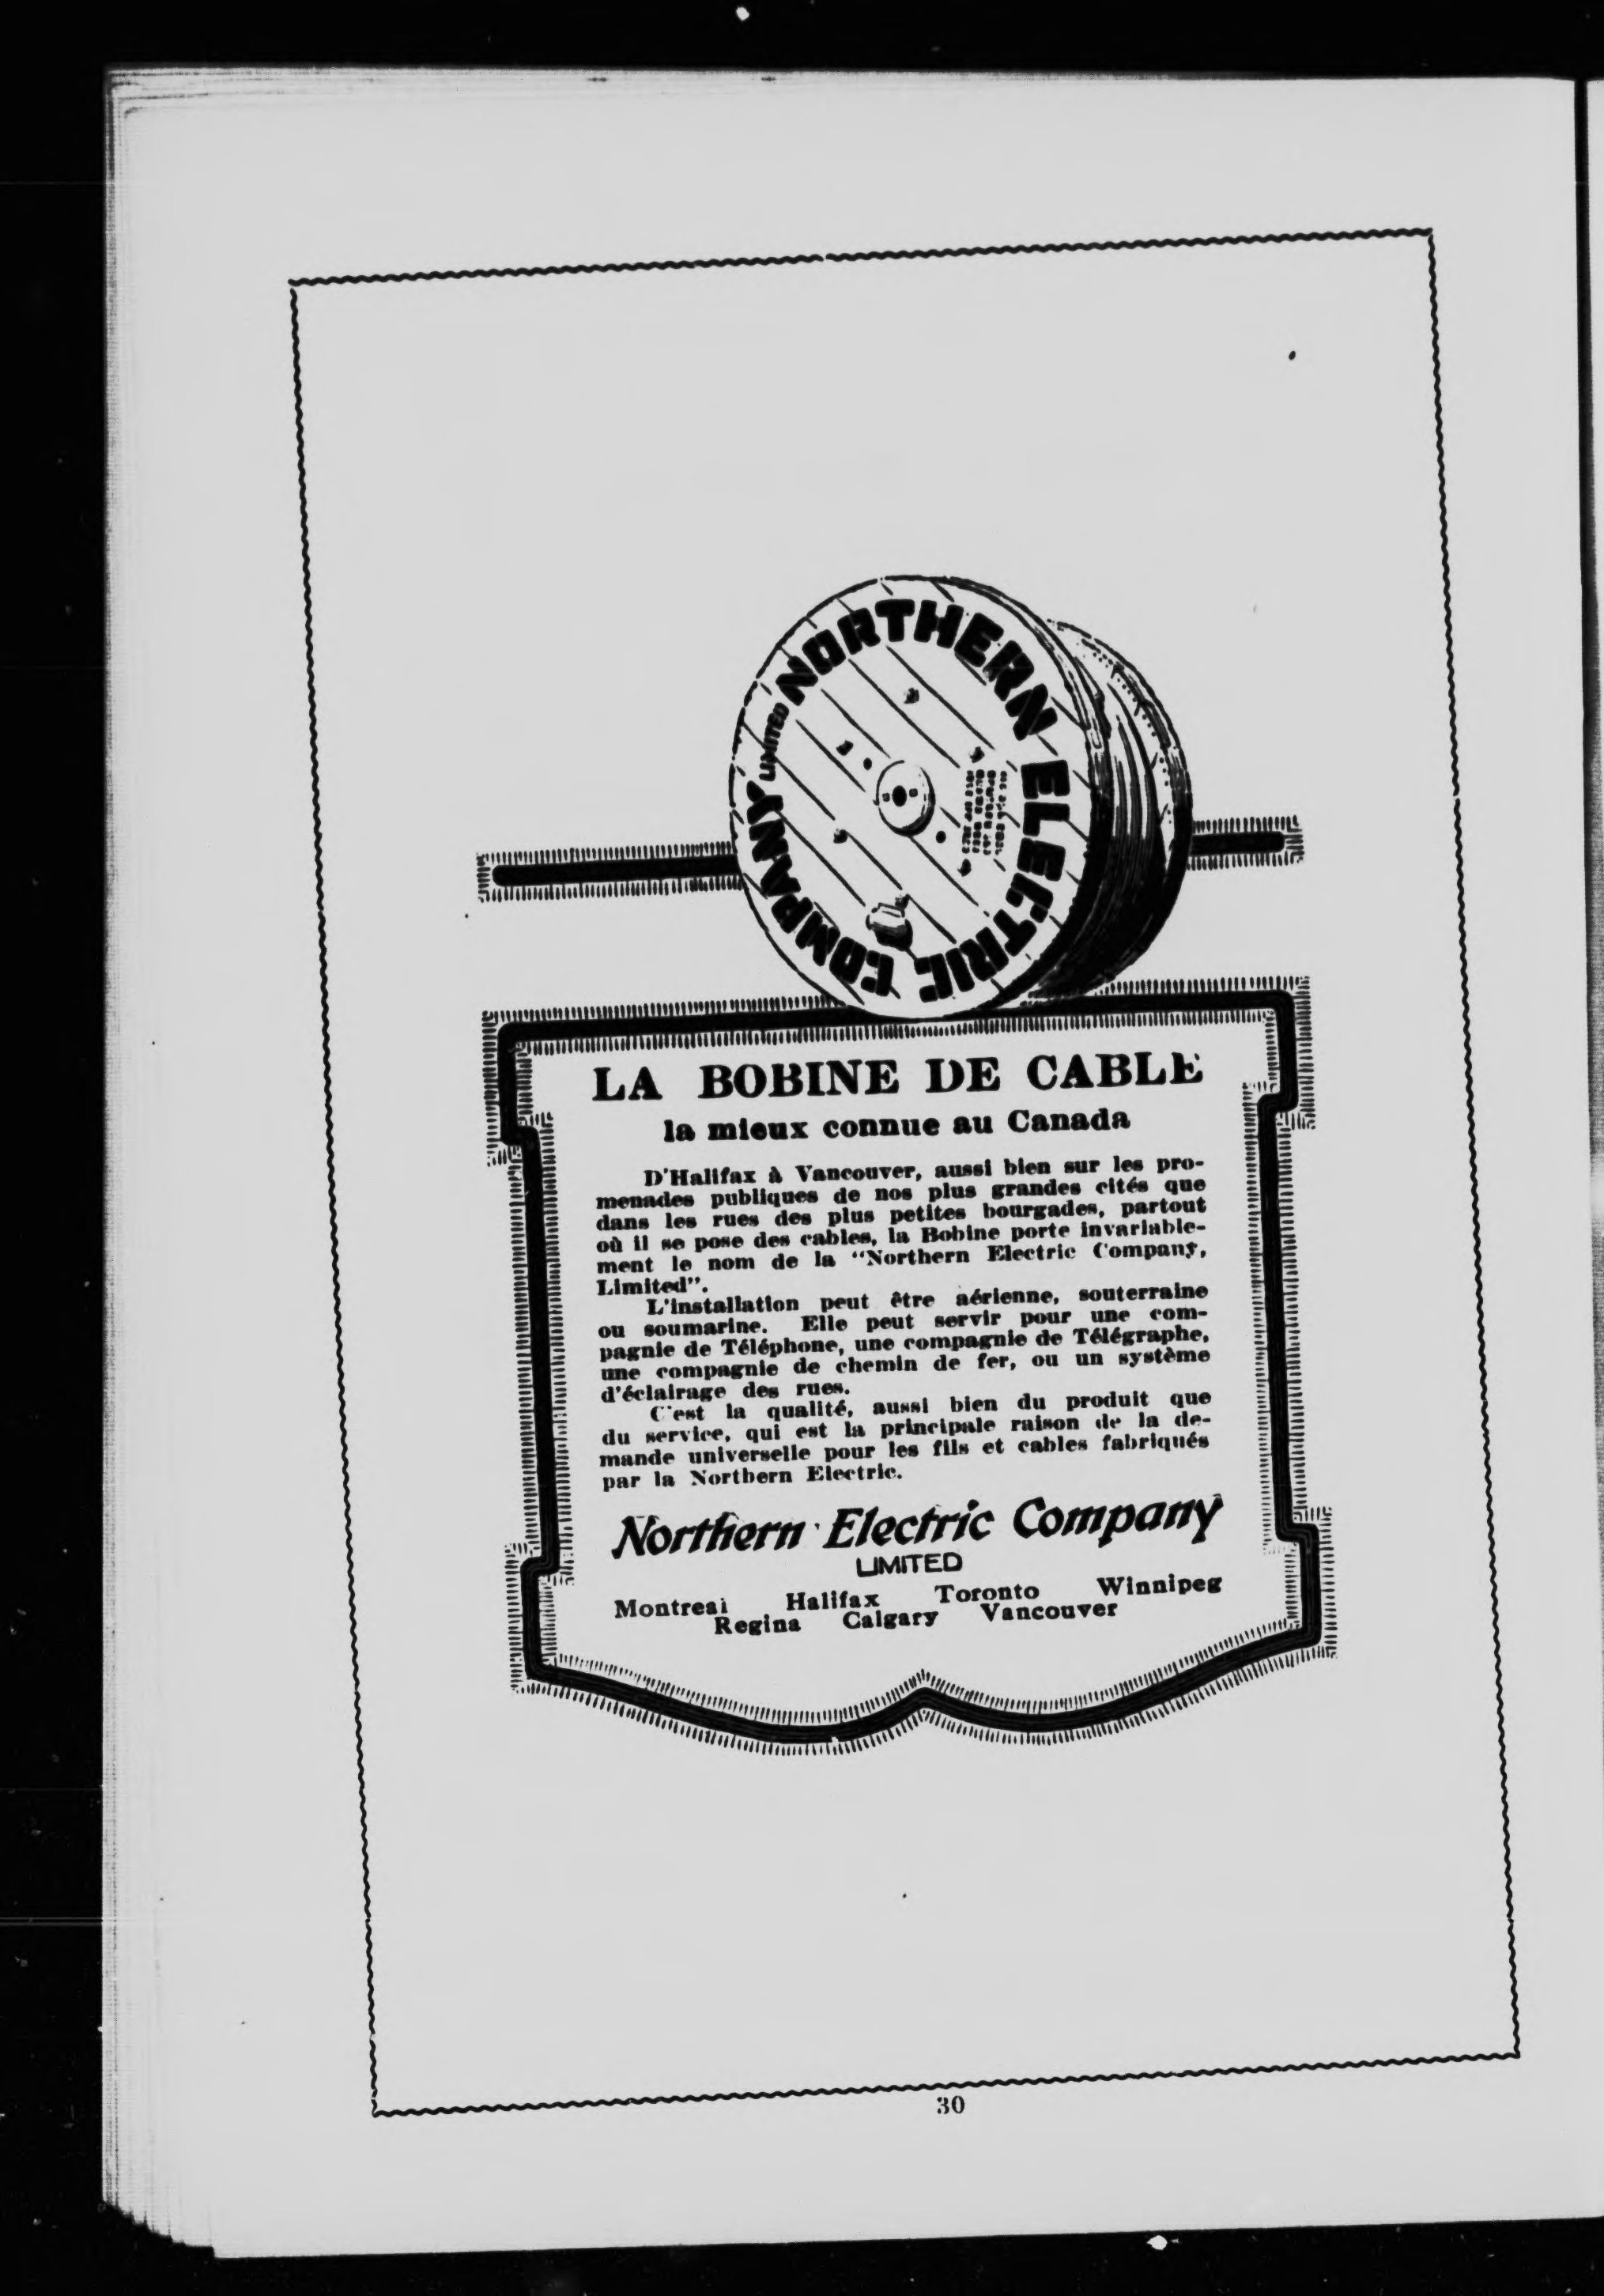 NORTHERN ELECTRIC COMPANY LIMITED
LA BOBINE DE CABLE
la mieux connue au Canada
D'Halifax à Vancouver, aussi bien sur les pro-
menades publiques de nos plus grandes cités que
dans les rues des plus petites bourgades, partout
où il se pose des cables, la Bobine porte invariable-
ment le nom de la "Northern Electric Company,
Limited".
L'installation peut être aérienne, souterraine
ou soumarine. Elle peut servir pour une com-
pagnie de Téléphone, une compagnie de Télégraphe,
une compagnie de chemin de fer, ou un système
d'éclairage des rues.
C'est la qualité, aussi bien du produit que
du service, qui est la principale raison de la de-
mande universelle pour les fils et cables fabriqués
par la Northern Electric.
Northern Electric Company
LIMITED
Montreal Halifax Toronto Winnipeg
Regina Calgary Vancouver
30